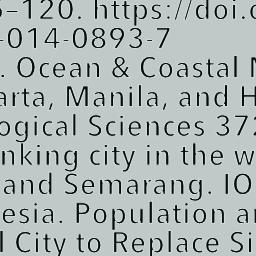 –120. https://doi.o
-014-0893-7
. Ocean & Coastal
arta, Manila, and H
ogical Sciences 372
nking city in the w
and Semarang. IO
esia. Population a
City to Replace Si